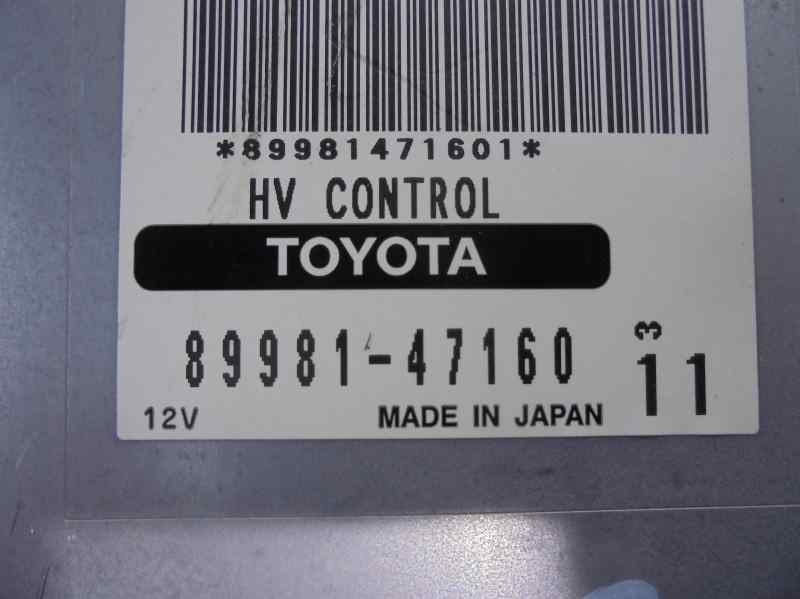 *89981471601*
HV CONTROL
TOYOTA
89981-47160
3
11
12V MADE IN JAPAN